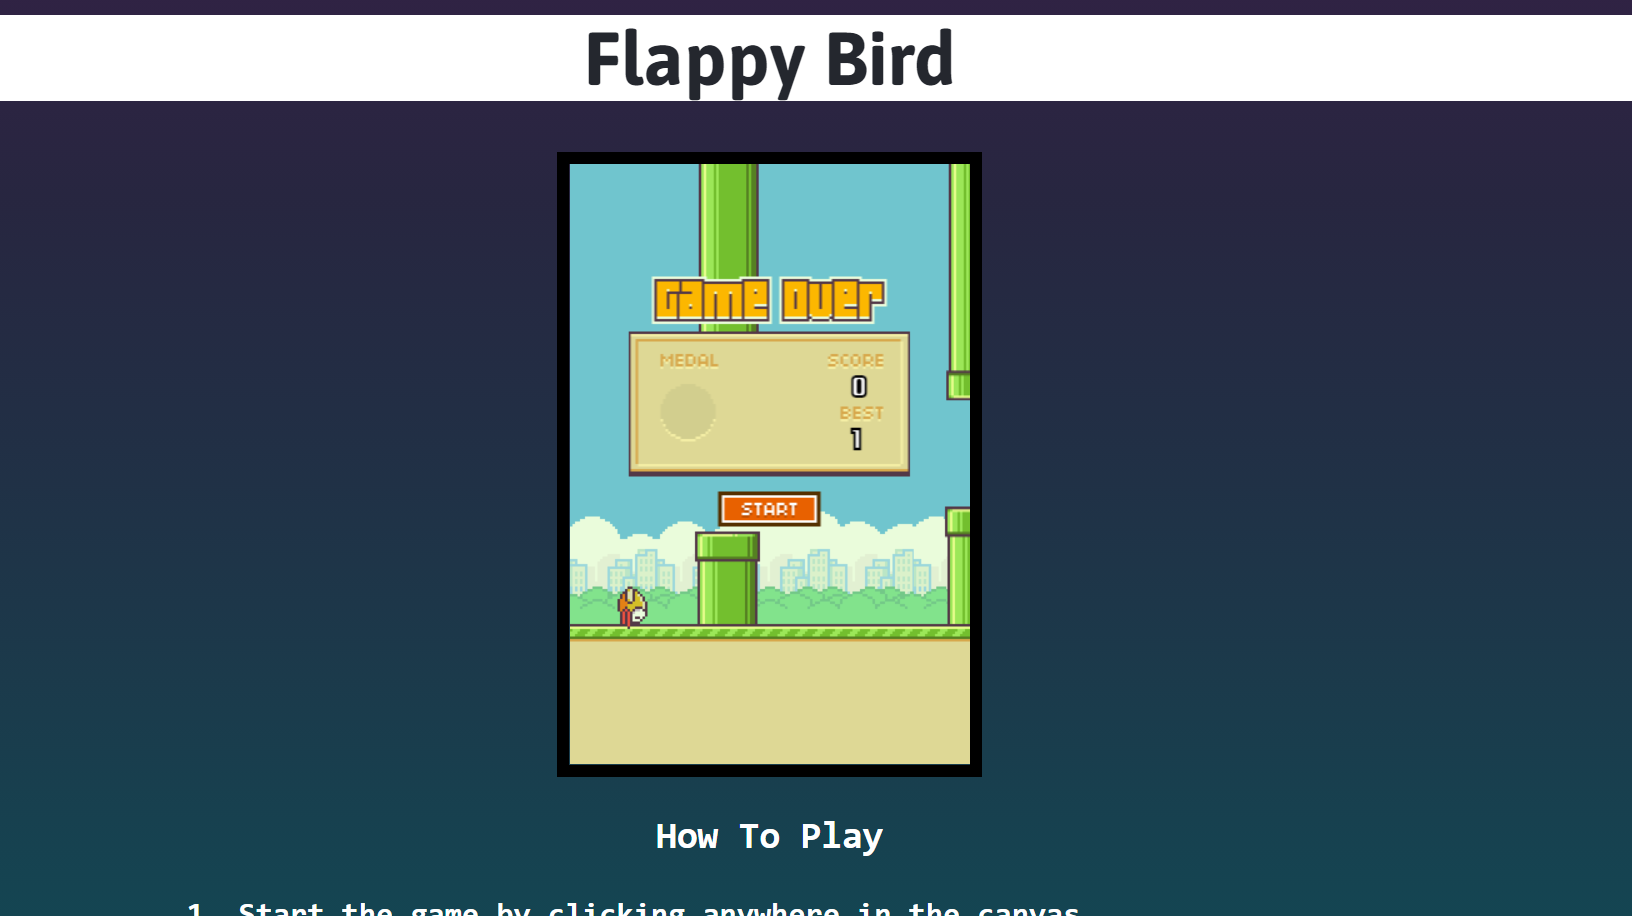 Flappy Bird
GAME OVER
MEDAL SCORE
0
BEST
1
START
How To Play
1. Start the game by clicking anywhere in the canvas